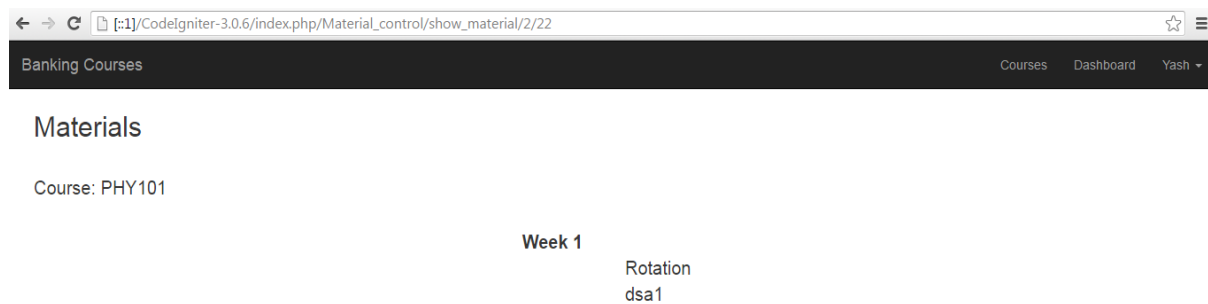 [::1]/CodeIgniter-3.0.6/index.php/Material_control/show_material/2/22
Banking Courses Courses Dashboard Yash
Materials
Course: PHY101
Week 1
Rotation
dsa1